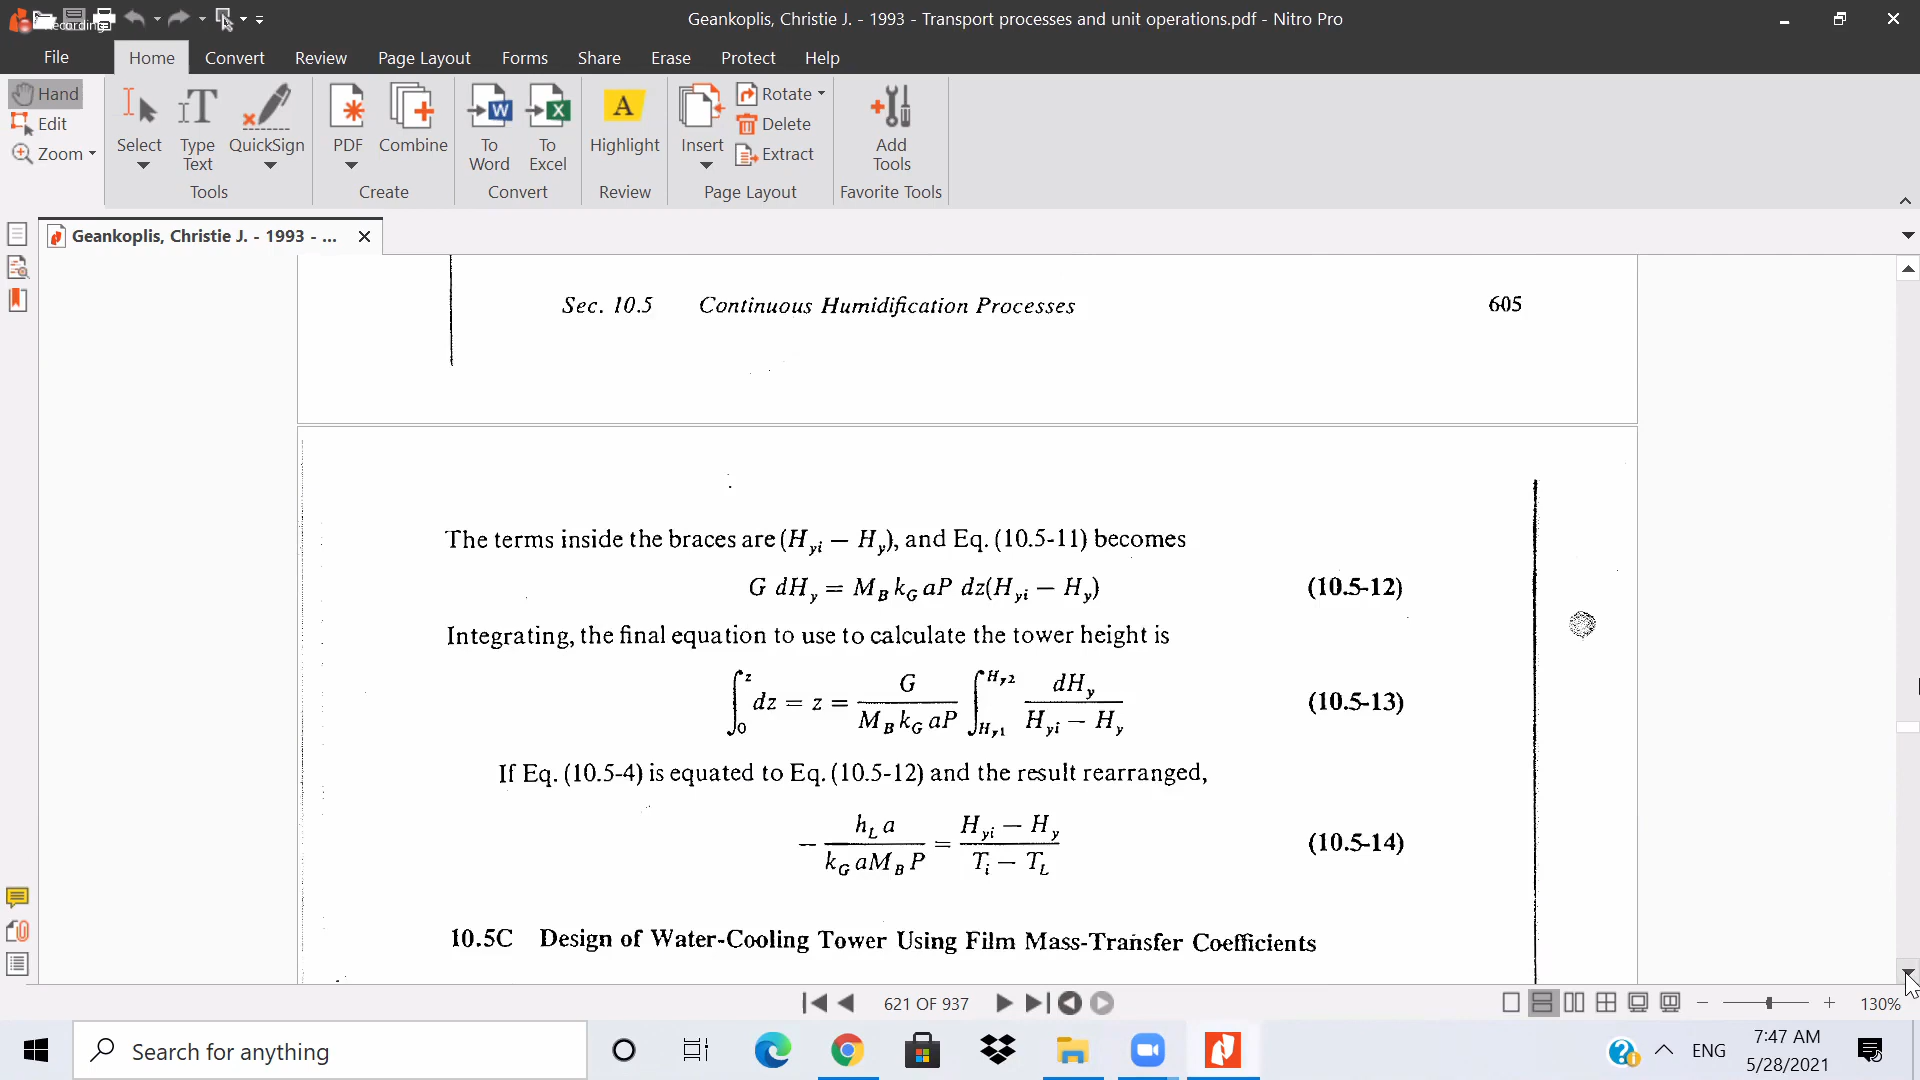 Recording
Geankoplis, Christie J. - 1993 - Transport processes and unit operations.pdf - Nitro Pro
File Home Convert Review Page Layout Forms Share Erase Protect Help
Hand
Edit
Zoom
Select
Type Text
QuickSign
Tools
PDF
Combine
Create
To Word
To Excel
Convert
A
Highlight
Review
Insert
Rotate
Delete
Extract
Page Layout
Add Tools
Favorite Tools
Geankoplis, Christie J. - 1993 - ...
Sec. 10.5 Continuous Humidification Processes 605
The terms inside the braces are (H_yi − H_y), and Eq. (10.5-11) becomes
G dH_y = M_B k_G aP dz(H_yi − H_y) (10.5-12)
Integrating, the final equation to use to calculate the tower height is
∫_0^z dz = z = G / (M_B k_G aP) ∫_{H_y1}^{H_y2} dH_y / (H_yi − H_y) (10.5-13)
If Eq. (10.5-4) is equated to Eq. (10.5-12) and the result rearranged,
− h_L a / (k_G aM_B P) = (H_yi − H_y) / (T_i − T_L) (10.5-14)
10.5C Design of Water-Cooling Tower Using Film Mass-Transfer Coefficients
621 OF 937
130%
Search for anything
ENG
7:47 AM
5/28/2021